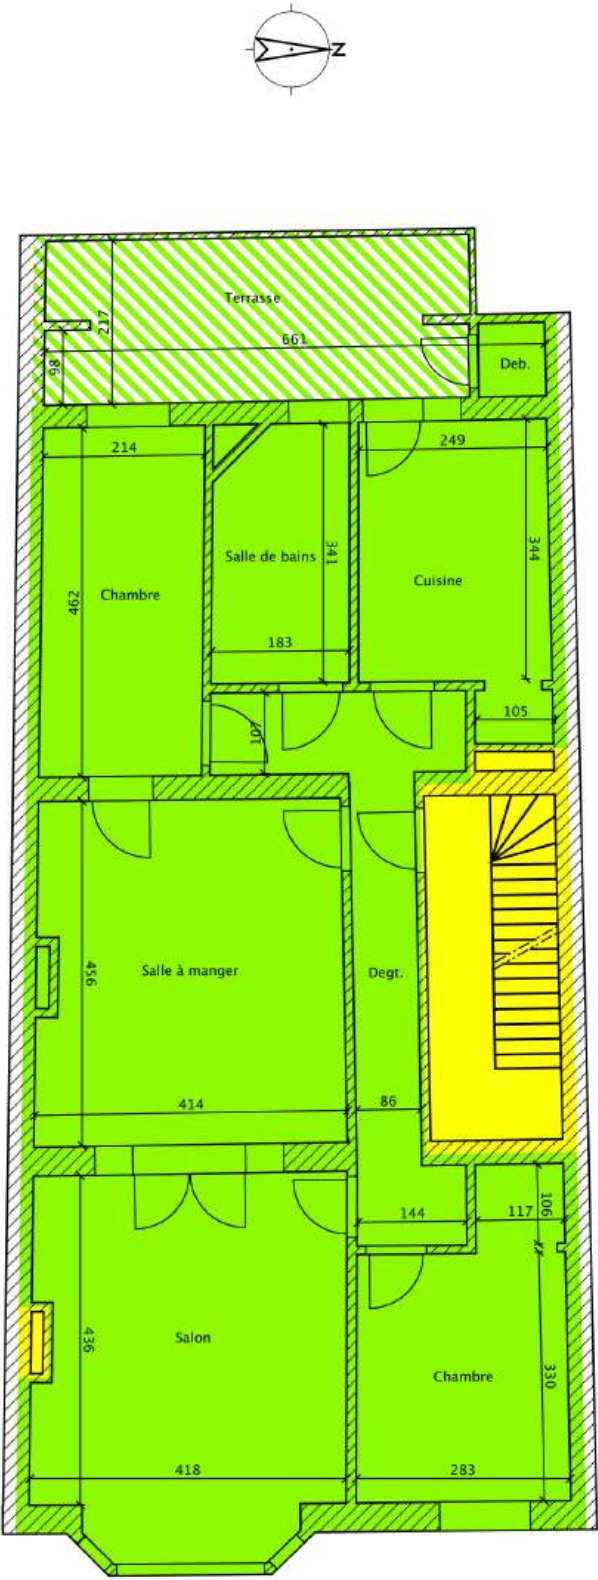 N
Terrasse
217
661
98
Deb.
214
249
341
344
Salle de bains
Cuisine
Chambre
462
183
105
107
Salle à manger
456
Degt.
414
86
106
144
117
Salon
436
Chambre
330
418
283